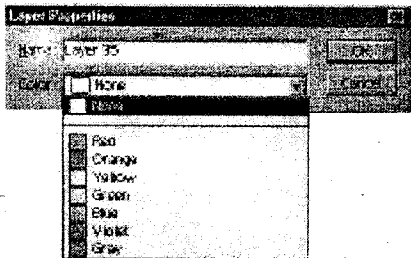 Layer Properties
Name: Layer 35
OK
Color: None
Cancel
None
Red
Orange
Yellow
Green
Blue
Violet
Gray